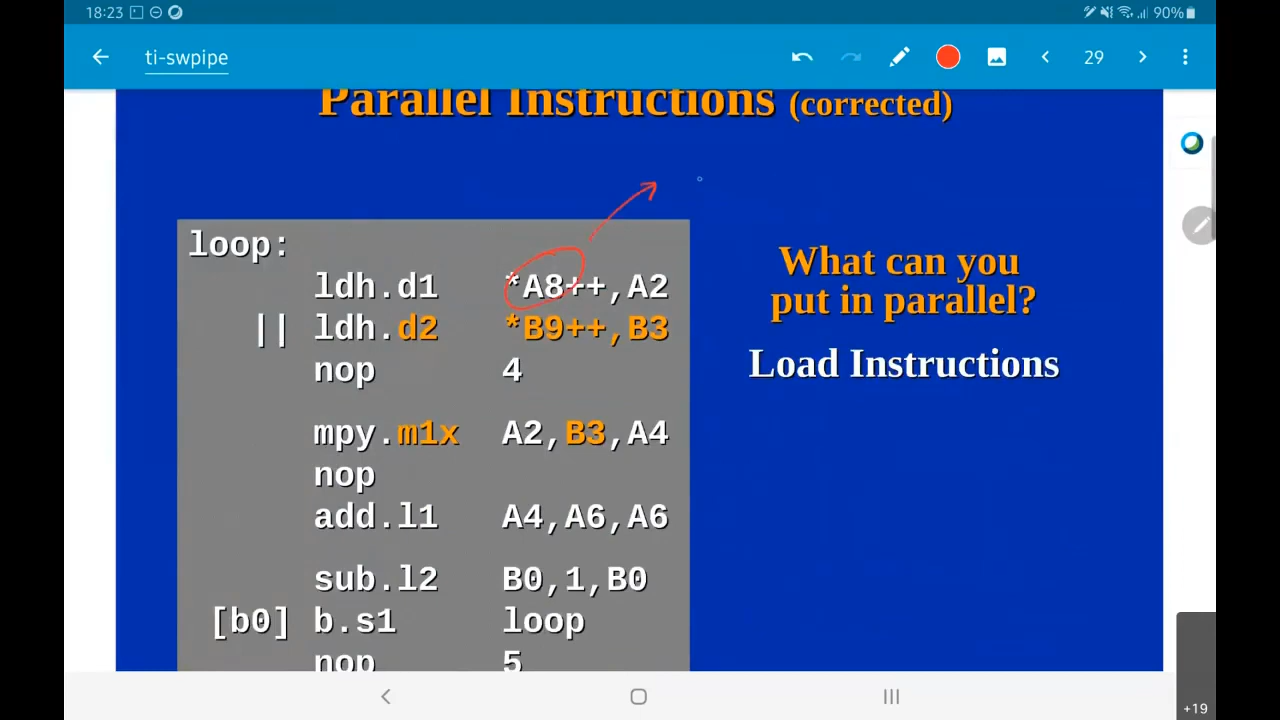 18:23 90%
ti-swpipe 29
Parallel Instructions (corrected)
loop:
ldh.d1 *A8++,A2
|| ldh.d2 *B9++,B3
nop 4
mpy.m1x A2,B3,A4
nop
add.l1 A4,A6,A6
sub.l2 B0,1,B0
[b0] b.s1 loop
nop 5
What can you
put in parallel?
Load Instructions
+19